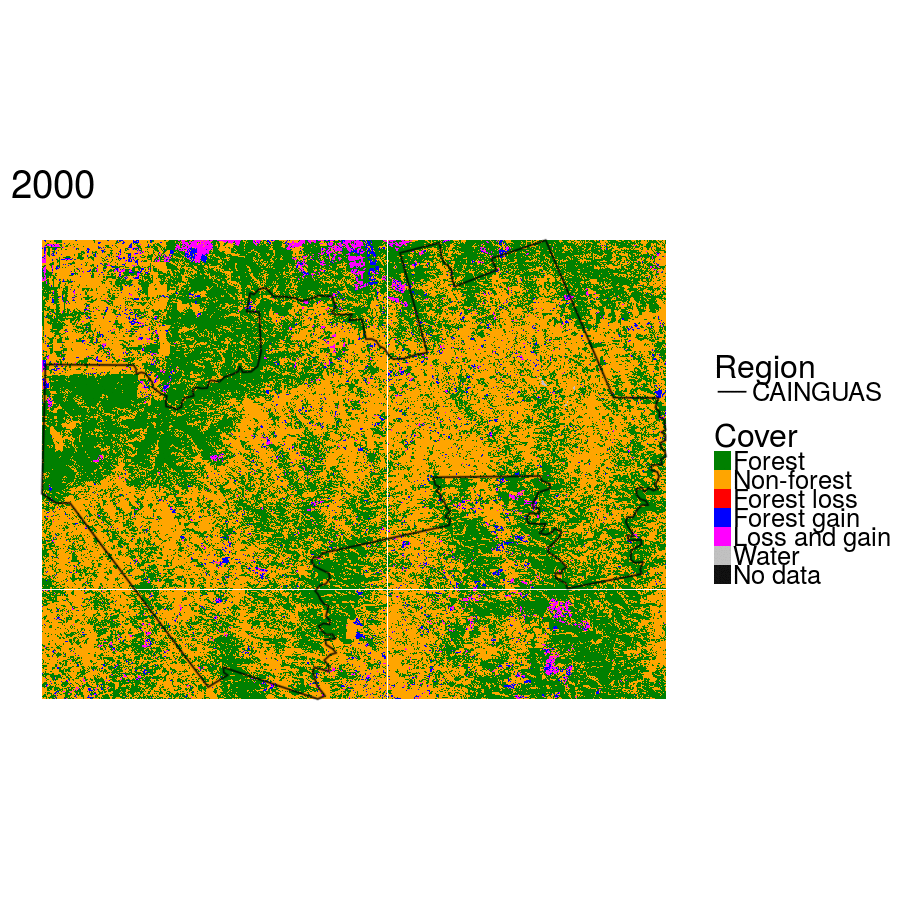 2000
Region
CAINGUAS
Cover
Forest
Non-forest
Forest loss
Forest gain
Loss and gain
Water
No data